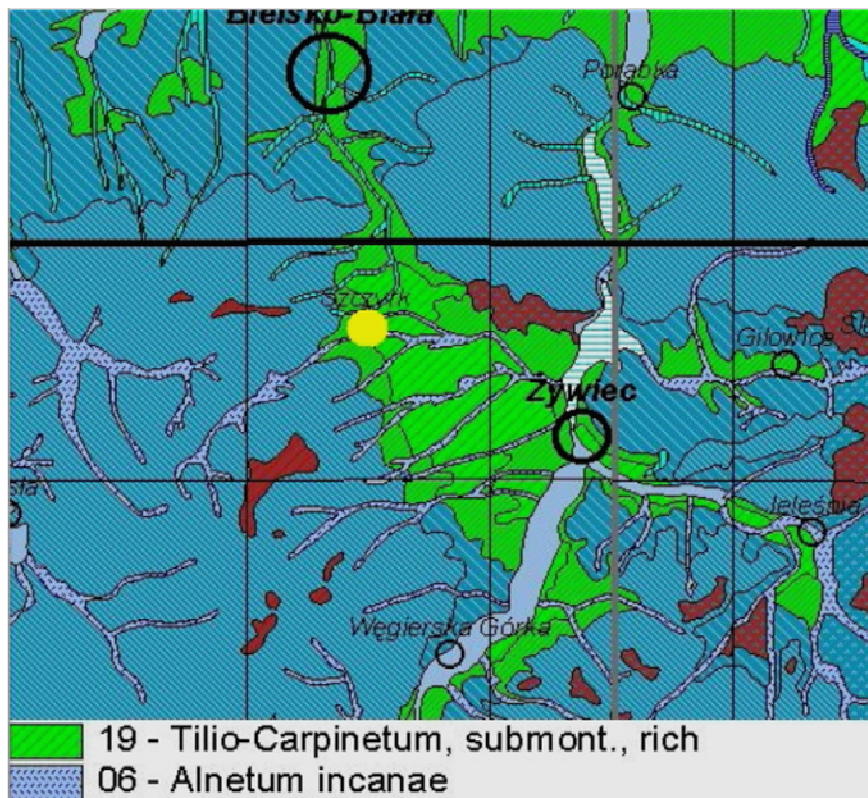 Bielsko-Biała
Porąbka
Szczyrk
Gilowice
Żywiec
Jeleśnia
Węgierska Górka
19 - Tilio-Carpinetum, submont., rich
06 - Alnetum incanae